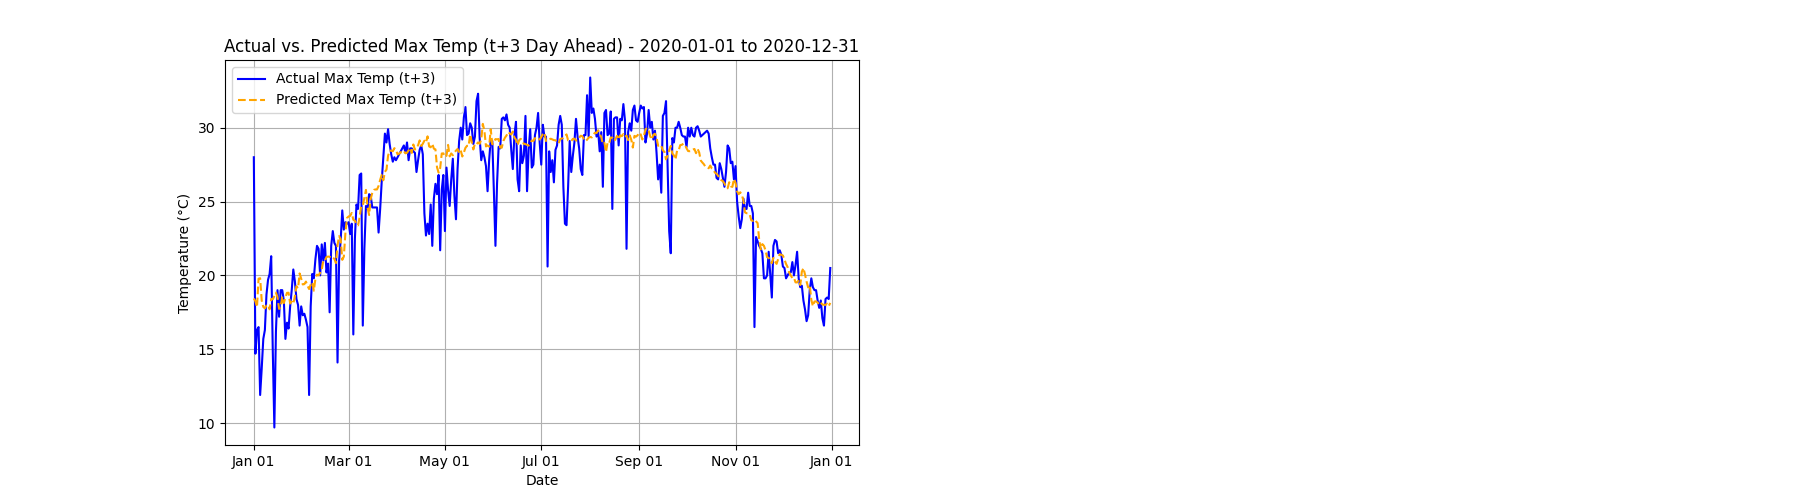 Actual vs. Predicted Max Temp (t+3 Day Ahead) - 2020-01-01 to 2020-12-31
Actual Max Temp (t+3)
Predicted Max Temp (t+3)
Temperature (°C)
30
25
20
15
10
Jan 01 Mar 01 May 01 Jul 01 Sep 01 Nov 01 Jan 01
Date